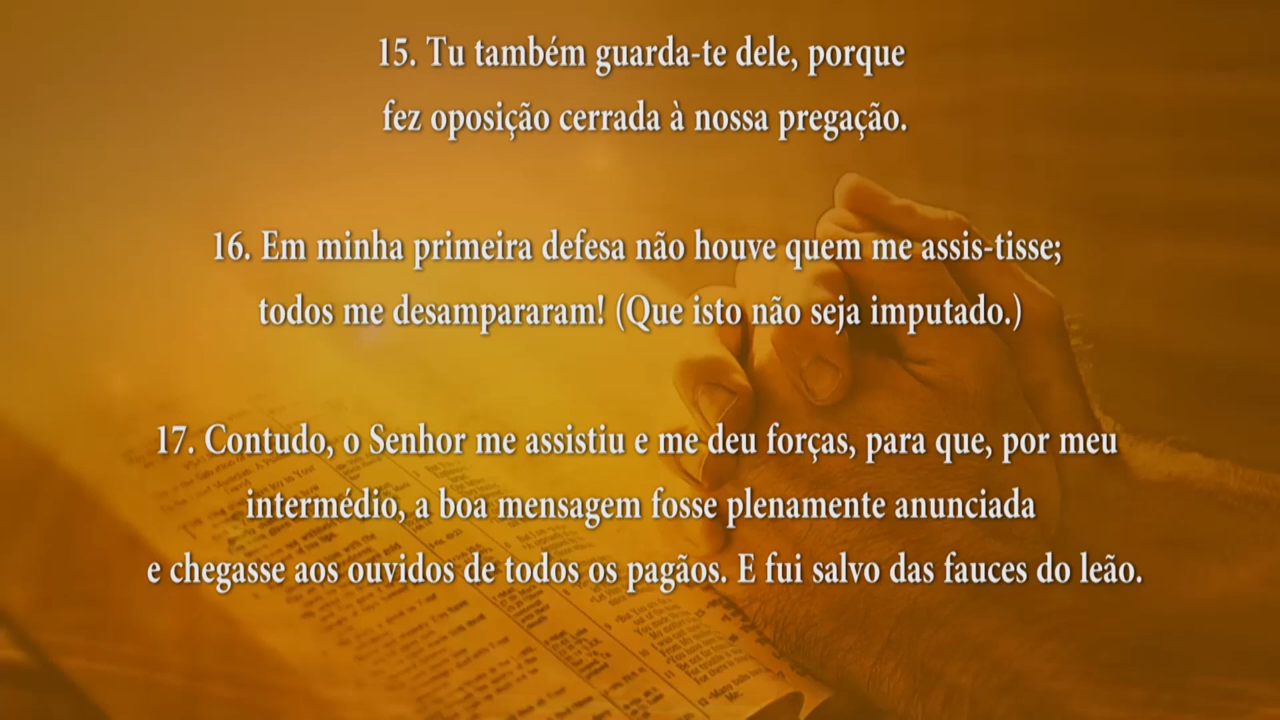 15. Tu também guarda-te dele, porque
fez oposição cerrada à nossa pregação.
16. Em minha primeira defesa não houve quem me assis-tisse;
todos me desampararam! (Que isto não seja imputado.)
17. Contudo, o Senhor me assistiu e me deu forças, para que, por meu
intermédio, a boa mensagem fosse plenamente anunciada
e chegasse aos ouvidos de todos os pagãos. E fui salvo das fauces do leão.